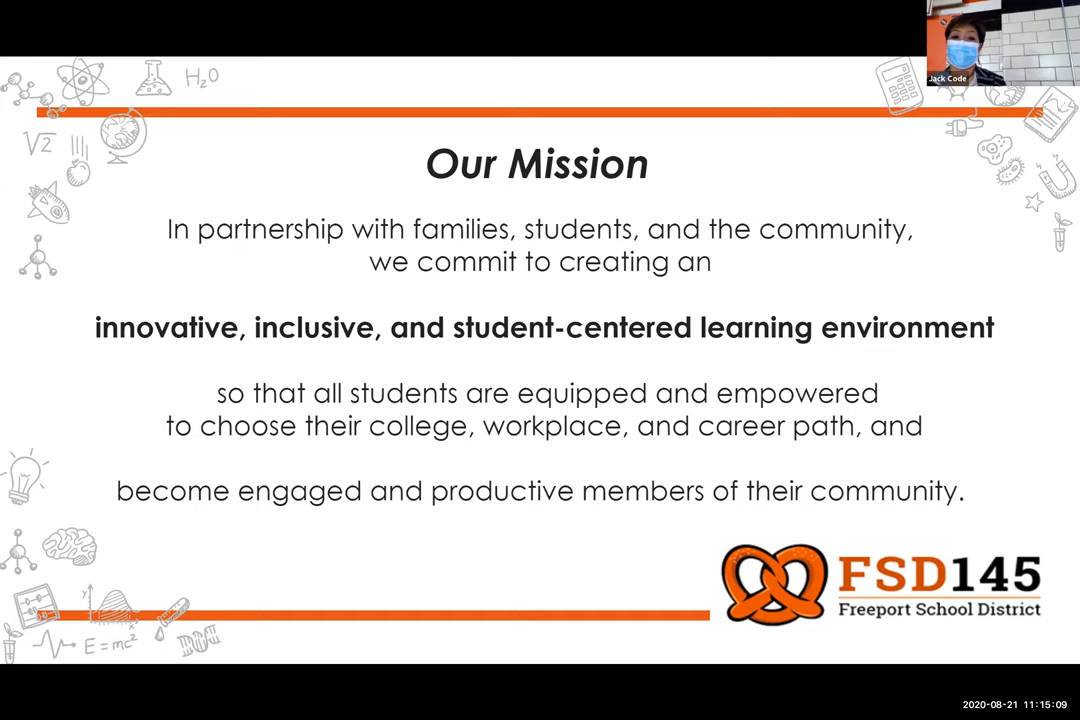 Jack Code
H₂O
√2
Our Mission
In partnership with families, students, and the community,
we commit to creating an
innovative, inclusive, and student-centered learning environment
so that all students are equipped and empowered
to choose their college, workplace, and career path, and
become engaged and productive members of their community.
FSD145
Freeport School District
y
x
E=mc²
2020-08-21 11:15:09